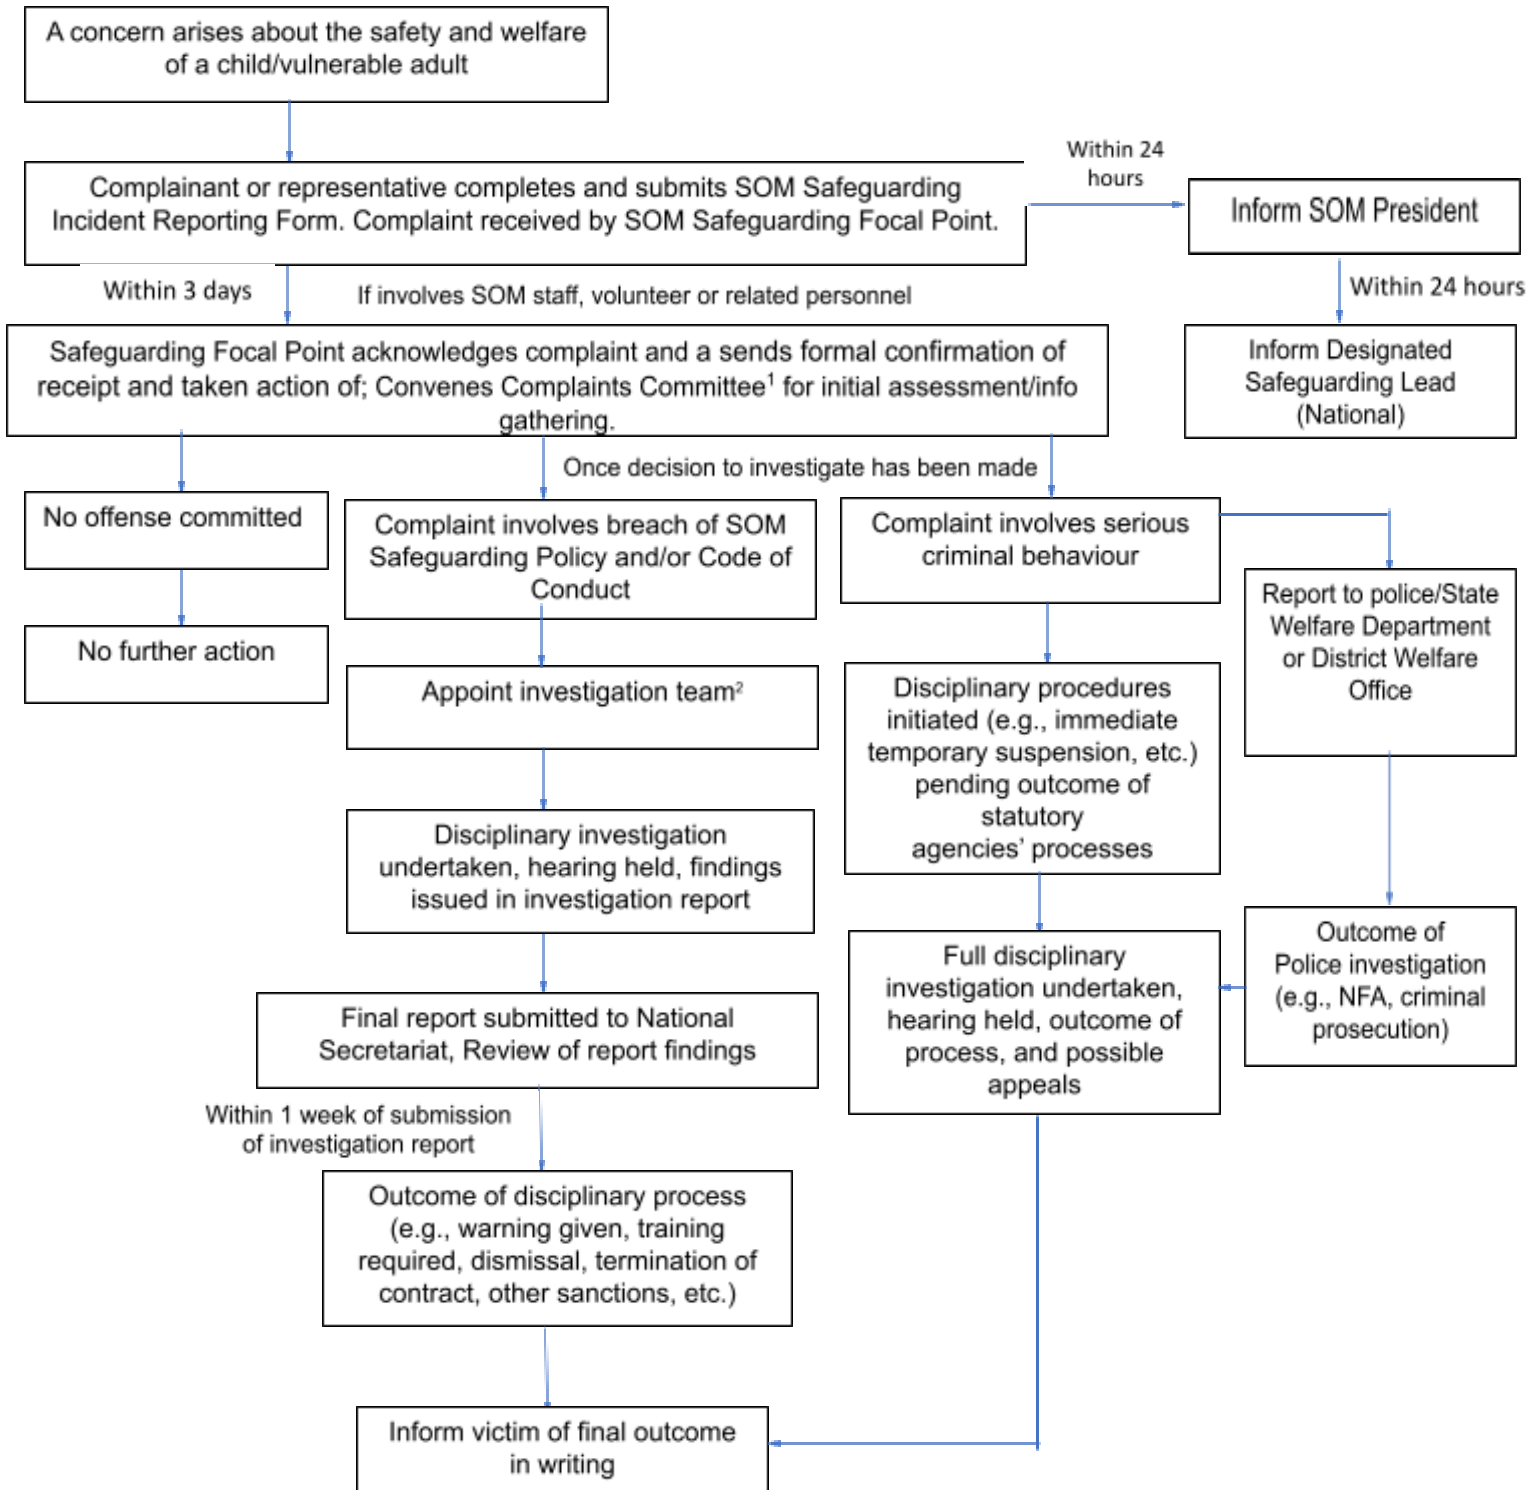 A concern arises about the safety and welfare
of a child/vulnerable adult
Within 24
hours
Complainant or representative completes and submits SOM Safeguarding
Incident Reporting Form. Complaint received by SOM Safeguarding Focal Point.
Inform SOM President
Within 3 days
If involves SOM staff, volunteer or related personnel
Within 24 hours
Safeguarding Focal Point acknowledges complaint and a sends formal confirmation of
receipt and taken action of; Convenes Complaints Committee¹ for initial assessment/info
gathering.
Inform Designated
Safeguarding Lead
(National)
Once decision to investigate has been made
No offense committed
No further action
Complaint involves breach of SOM
Safeguarding Policy and/or Code of
Conduct
Appoint investigation team²
Disciplinary investigation
undertaken, hearing held, findings
issued in investigation report
Final report submitted to National
Secretariat, Review of report findings
Within 1 week of submission
of investigation report
Outcome of disciplinary process
(e.g., warning given, training
required, dismissal, termination of
contract, other sanctions, etc.)
Complaint involves serious
criminal behaviour
Disciplinary procedures
initiated (e.g., immediate
temporary suspension, etc.)
pending outcome of
statutory
agencies’ processes
Report to police/State
Welfare Department
or District Welfare
Office
Outcome of
Police investigation
(e.g., NFA, criminal
prosecution)
Full disciplinary
investigation undertaken,
hearing held, outcome of
process, and possible
appeals
Inform victim of final outcome
in writing